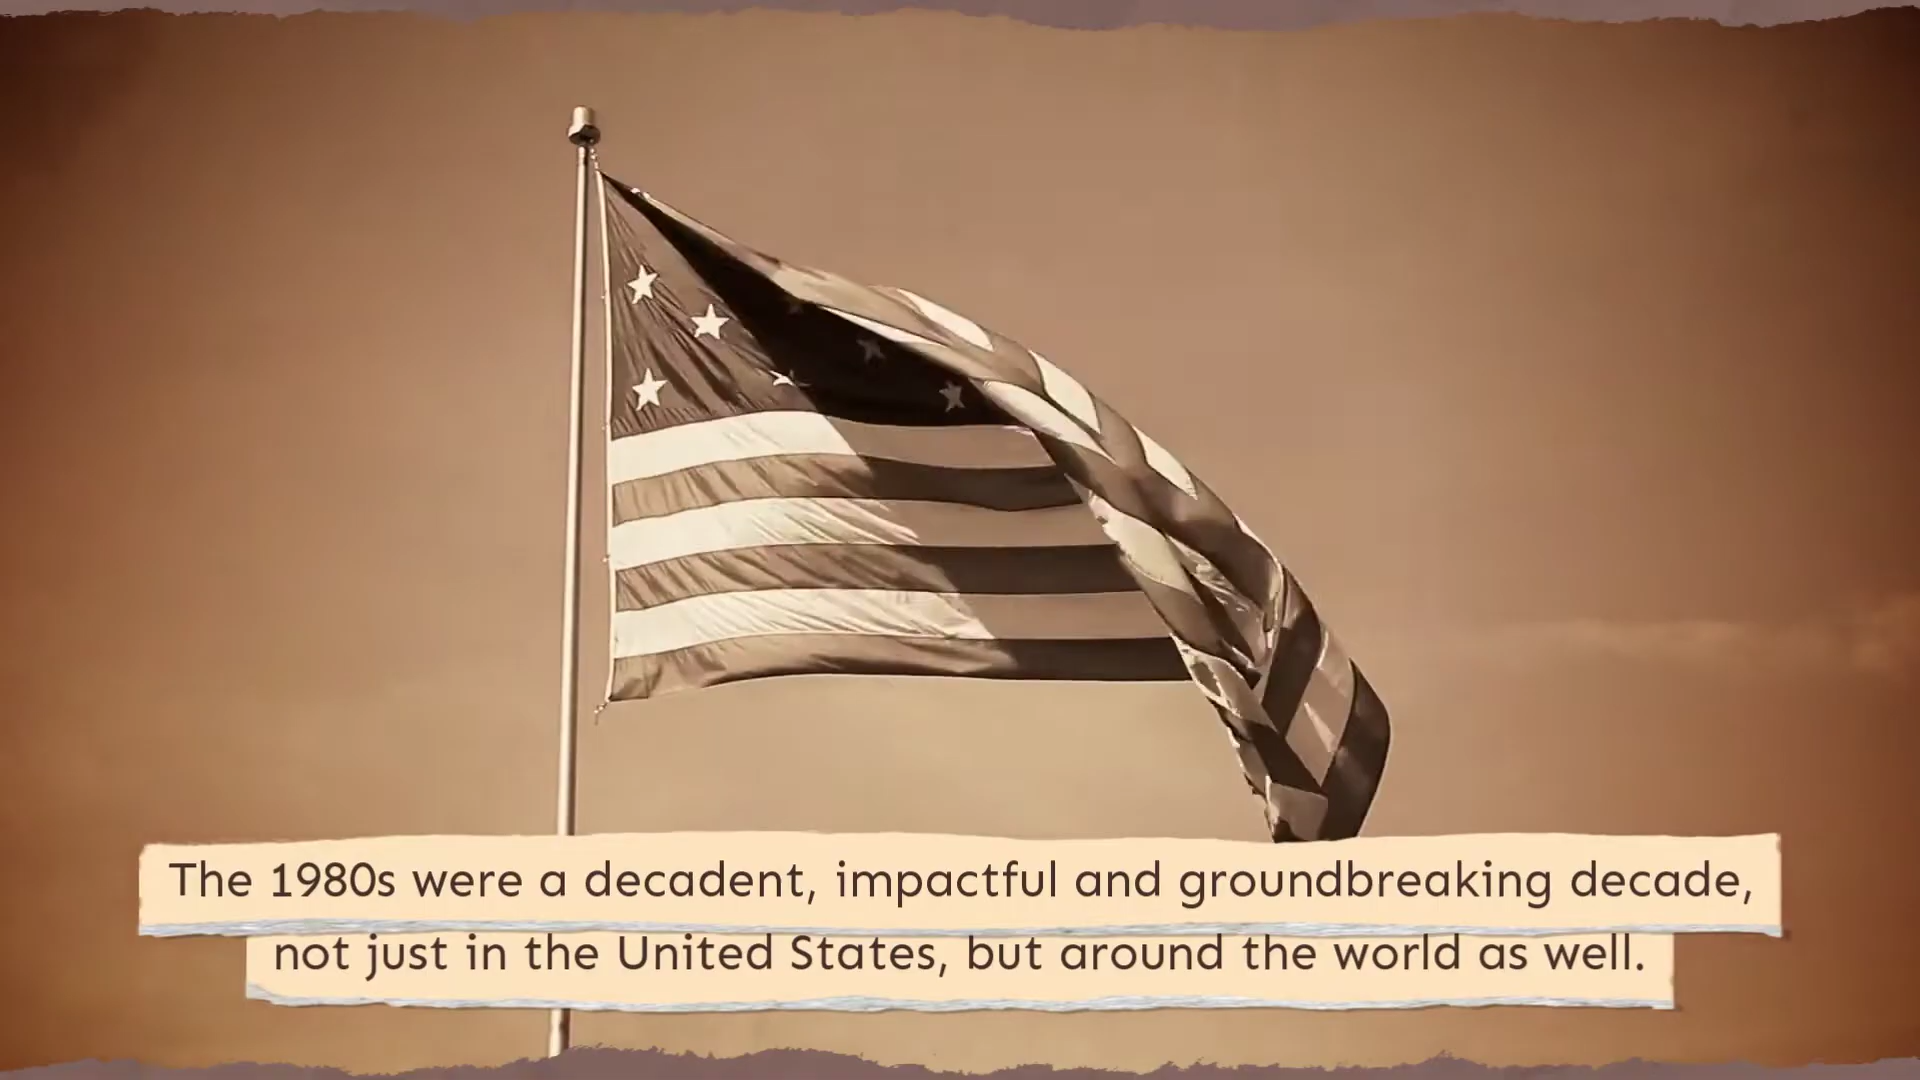 The 1980s were a decadent, impactful and groundbreaking decade,
not just in the United States, but around the world as well.